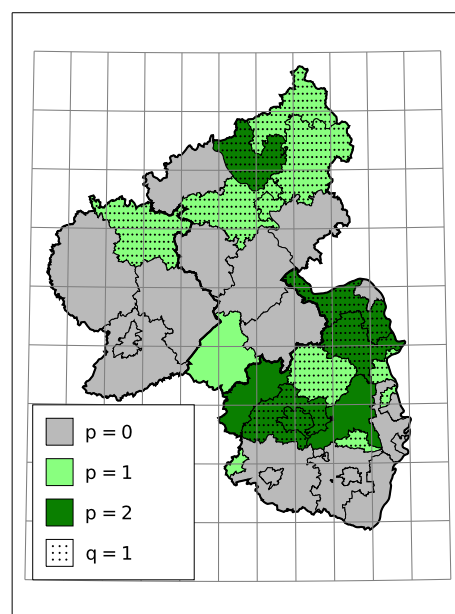 p = 0
p = 1
p = 2
q = 1